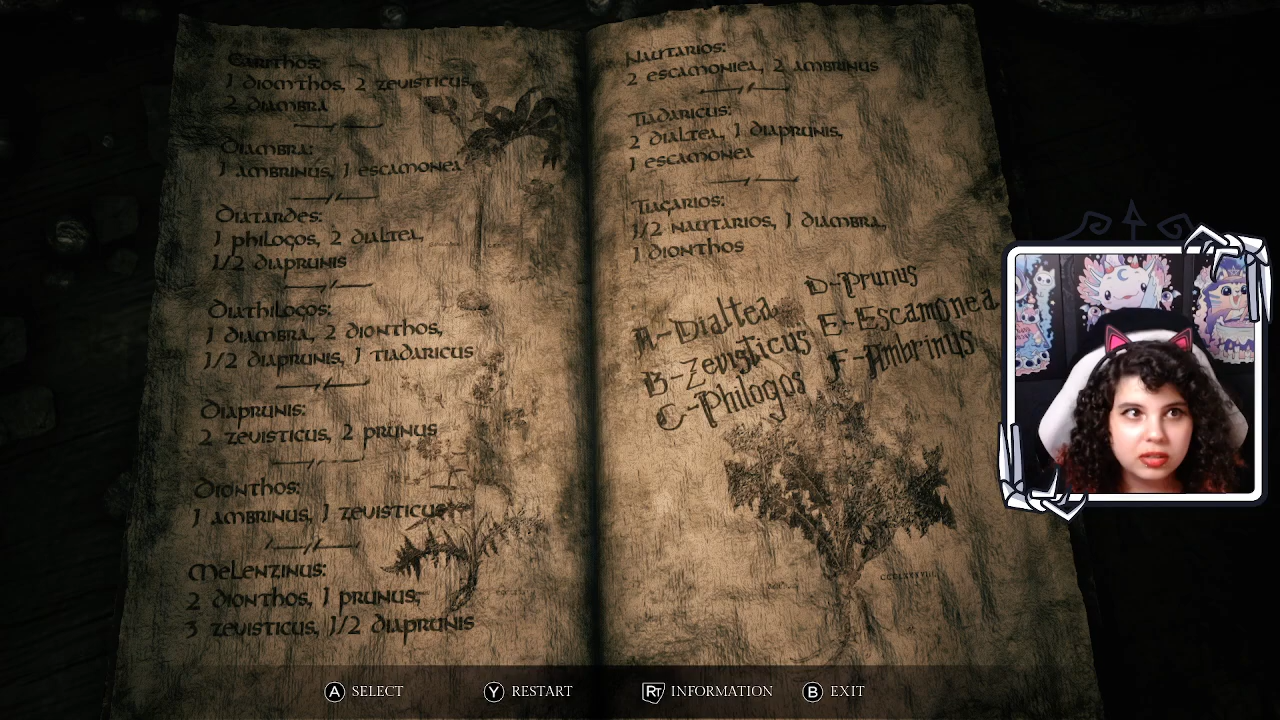 Carithos:
1 Dionthos, 2 Zevisticus,
2 Diambra
Diambra:
1 Ambrinus, 1 Escamonea
Diatardes:
1 Philogos, 2 Dialtea,
1/2 Diaprunis
Diathilogos:
1 Diambra, 2 Dionthos,
1/2 Diaprunis, 1 Tiadaricus
Diaprunis:
2 Zevisticus, 2 Prunus
Dionthos:
1 Ambrinus, 1 Zevisticus
Melenzinus:
2 Dionthos, 1 Prunus,
3 Zevisticus, 1/2 Diaprunis
Nautarios:
2 Escamonea, 2 Ambrinus
Tiadaricus:
2 Dialtea, 1 Diaprunis,
1 Escamonea
Tiagarios:
1/2 Nautarios, 1 Diambra,
1 Dionthos
A-Dialtea
B-Zevisticus
C-Philogos
D-Prunus
E-Escamonea
F-Ambrinus
A SELECT
Y RESTART
RT INFORMATION
B EXIT